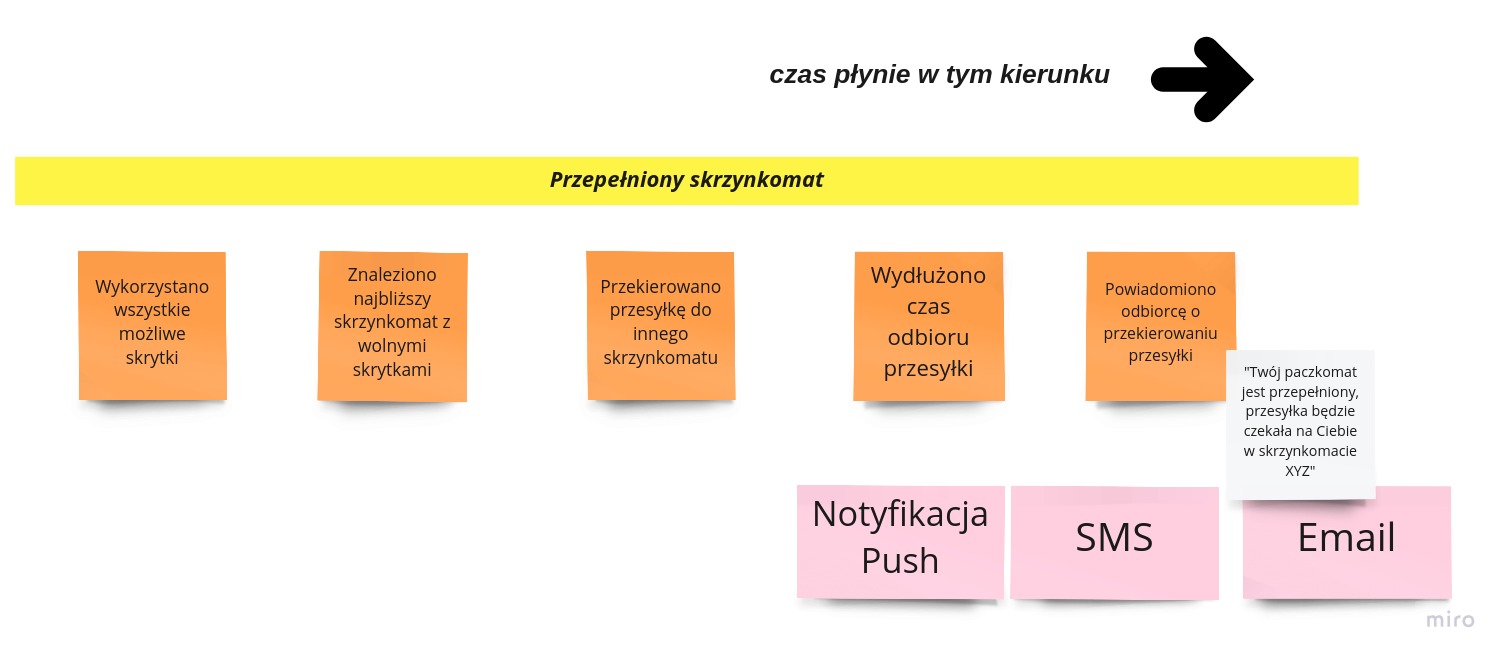 czas płynie w tym kierunku
Przepełniony skrzynkomat
Wykorzystano
wszystkie
możliwe
skrytki
Znaleziono
najbliższy
skrzynkomat z
wolnymi
skrytkami
Przekierowano
przesyłkę do
innego
skrzynkomatu
Wydłużono
czas
odbioru
przesyłki
Powiadomiono
odbiorcę o
przekierowaniu
przesyłki
"Twój paczkomat
jest przepełniony,
przesyłka będzie
czekała na Ciebie
w skrzynkomacie
XYZ"
Notyfikacja
Push
SMS
Email
miro